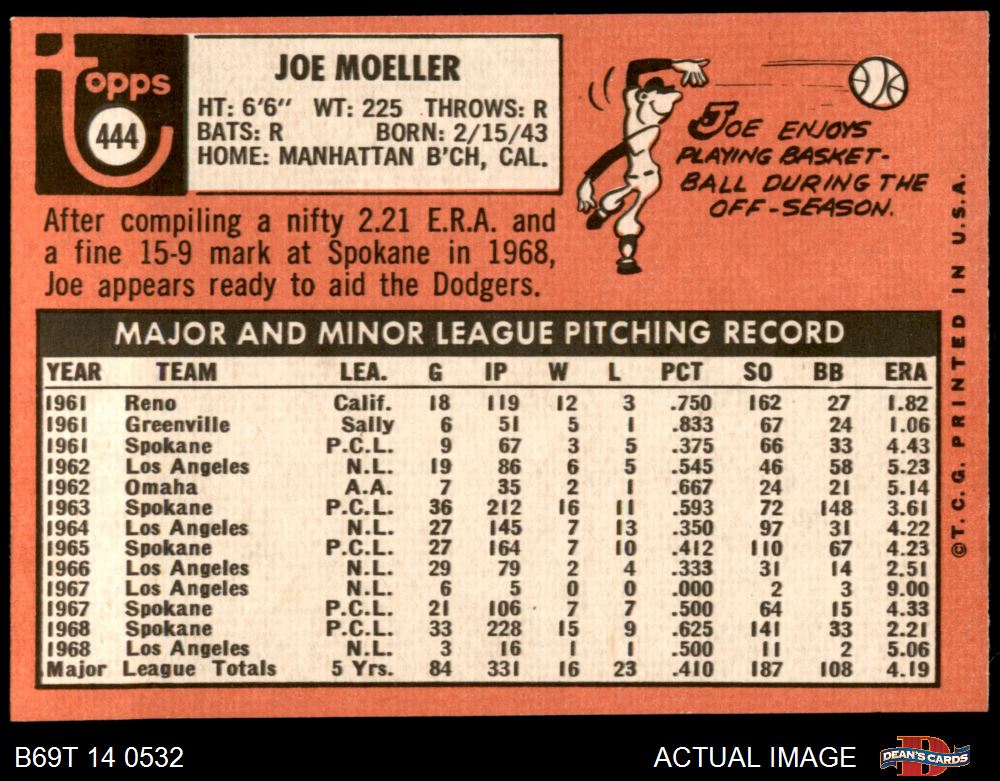 Topps
444
JOE MOELLER
HT: 6'6" WT: 225 THROWS: R
BATS: R BORN: 2/15/43
HOME: MANHATTAN B'CH, CAL.
After compiling a nifty 2.21 E.R.A. and
a fine 15-9 mark at Spokane in 1968,
Joe appears ready to aid the Dodgers.
JOE ENJOYS
PLAYING BASKET-
BALL DURING THE
OFF-SEASON.
MAJOR AND MINOR LEAGUE PITCHING RECORD
YEAR TEAM LEA. G IP W L PCT SO BB ERA
1961 Reno Calif. 18 119 12 3 .750 162 27 1.82
1961 Greenville Sally 6 51 5 1 .833 67 24 1.06
1961 Spokane P.C.L. 9 67 3 5 .375 66 33 4.43
1962 Los Angeles N.L. 19 86 6 5 .545 46 58 5.23
1962 Omaha A.A. 7 35 2 1 .667 24 21 5.14
1963 Spokane P.C.L. 36 212 16 11 .593 72 148 3.61
1964 Los Angeles N.L. 27 145 7 13 .350 97 31 4.22
1965 Spokane P.C.L. 27 164 7 10 .412 110 67 4.23
1966 Los Angeles N.L. 29 79 2 4 .333 31 14 2.51
1967 Los Angeles N.L. 6 5 0 0 .000 2 3 9.00
1967 Spokane P.C.L. 21 106 7 7 .500 64 15 4.33
1968 Spokane P.C.L. 33 228 15 9 .625 141 33 2.21
1968 Los Angeles N.L. 3 16 1 1 .500 11 2 5.06
Major League Totals 5 Yrs. 84 331 16 23 .410 187 108 4.19
©T. C. G. PRINTED IN U.S.A.
B69T 14 0532
ACTUAL IMAGE
D
DEAN'S CARDS